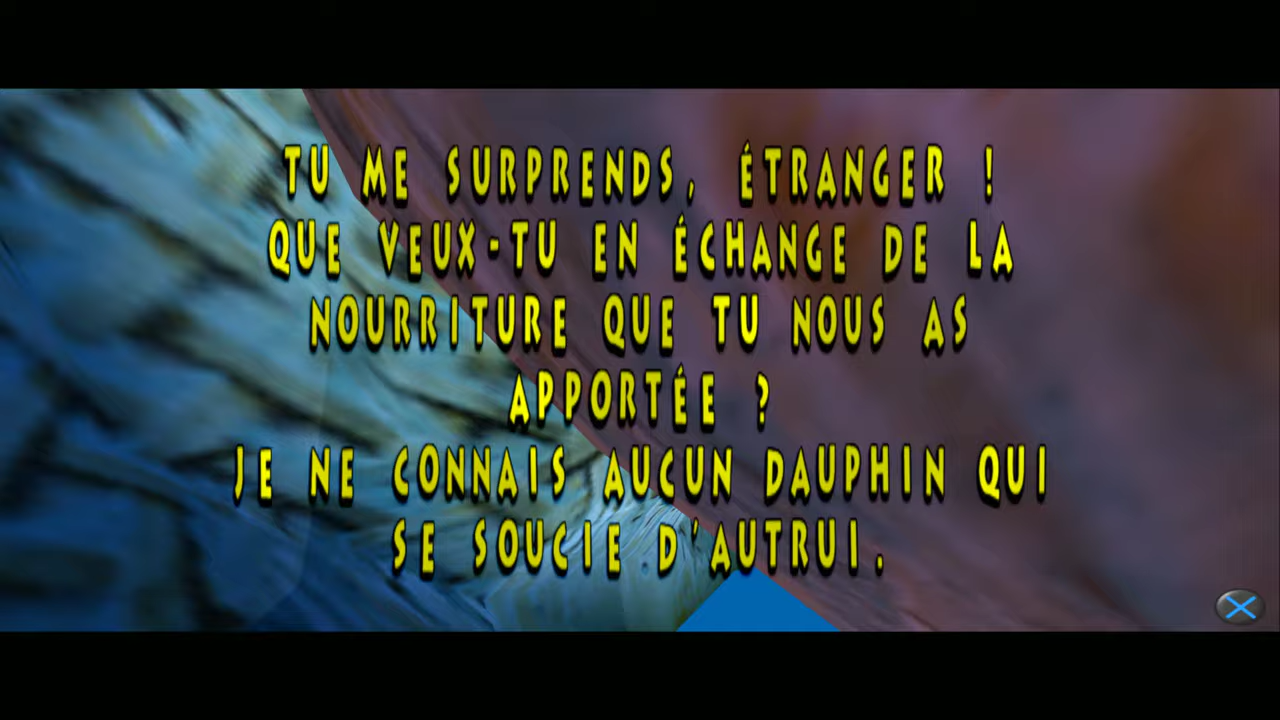 TU ME SURPRENDS, ÉTRANGER !
QUE VEUX-TU EN ÉCHANGE DE LA
NOURRITURE QUE TU NOUS AS
APPORTÉE ?
JE NE CONNAIS AUCUN DAUPHIN QUI
SE SOUCIE D'AUTRUI.